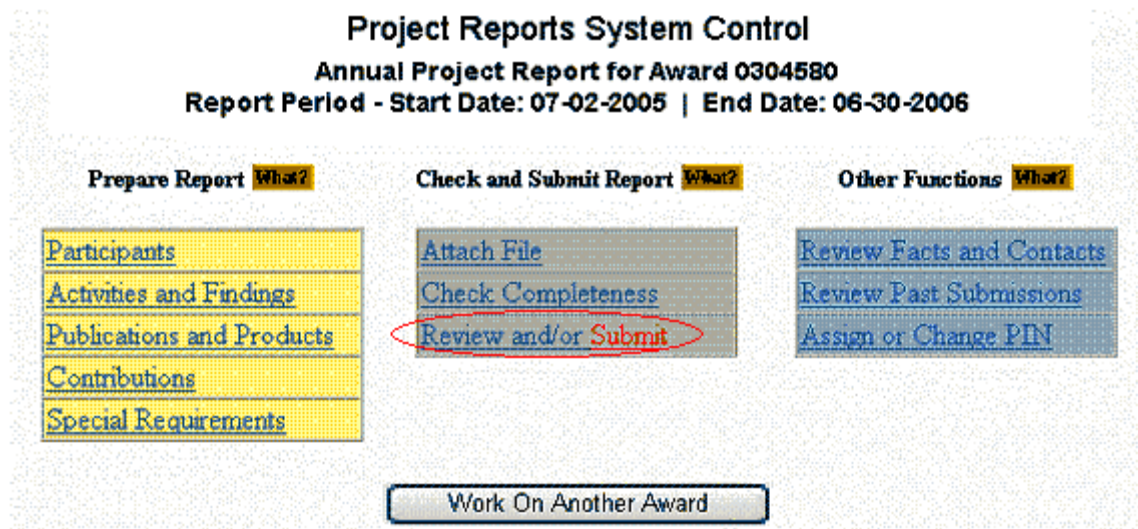 Project Reports System Control
Annual Project Report for Award 0304580
Report Period - Start Date: 07-02-2005 | End Date: 06-30-2006
Prepare Report What?
Check and Submit Report What?
Other Functions What?
Participants
Activities and Findings
Publications and Products
Contributions
Special Requirements
Attach File
Check Completeness
Review and/or Submit
Review Facts and Contacts
Review Past Submissions
Assign or Change PIN
Work On Another Award